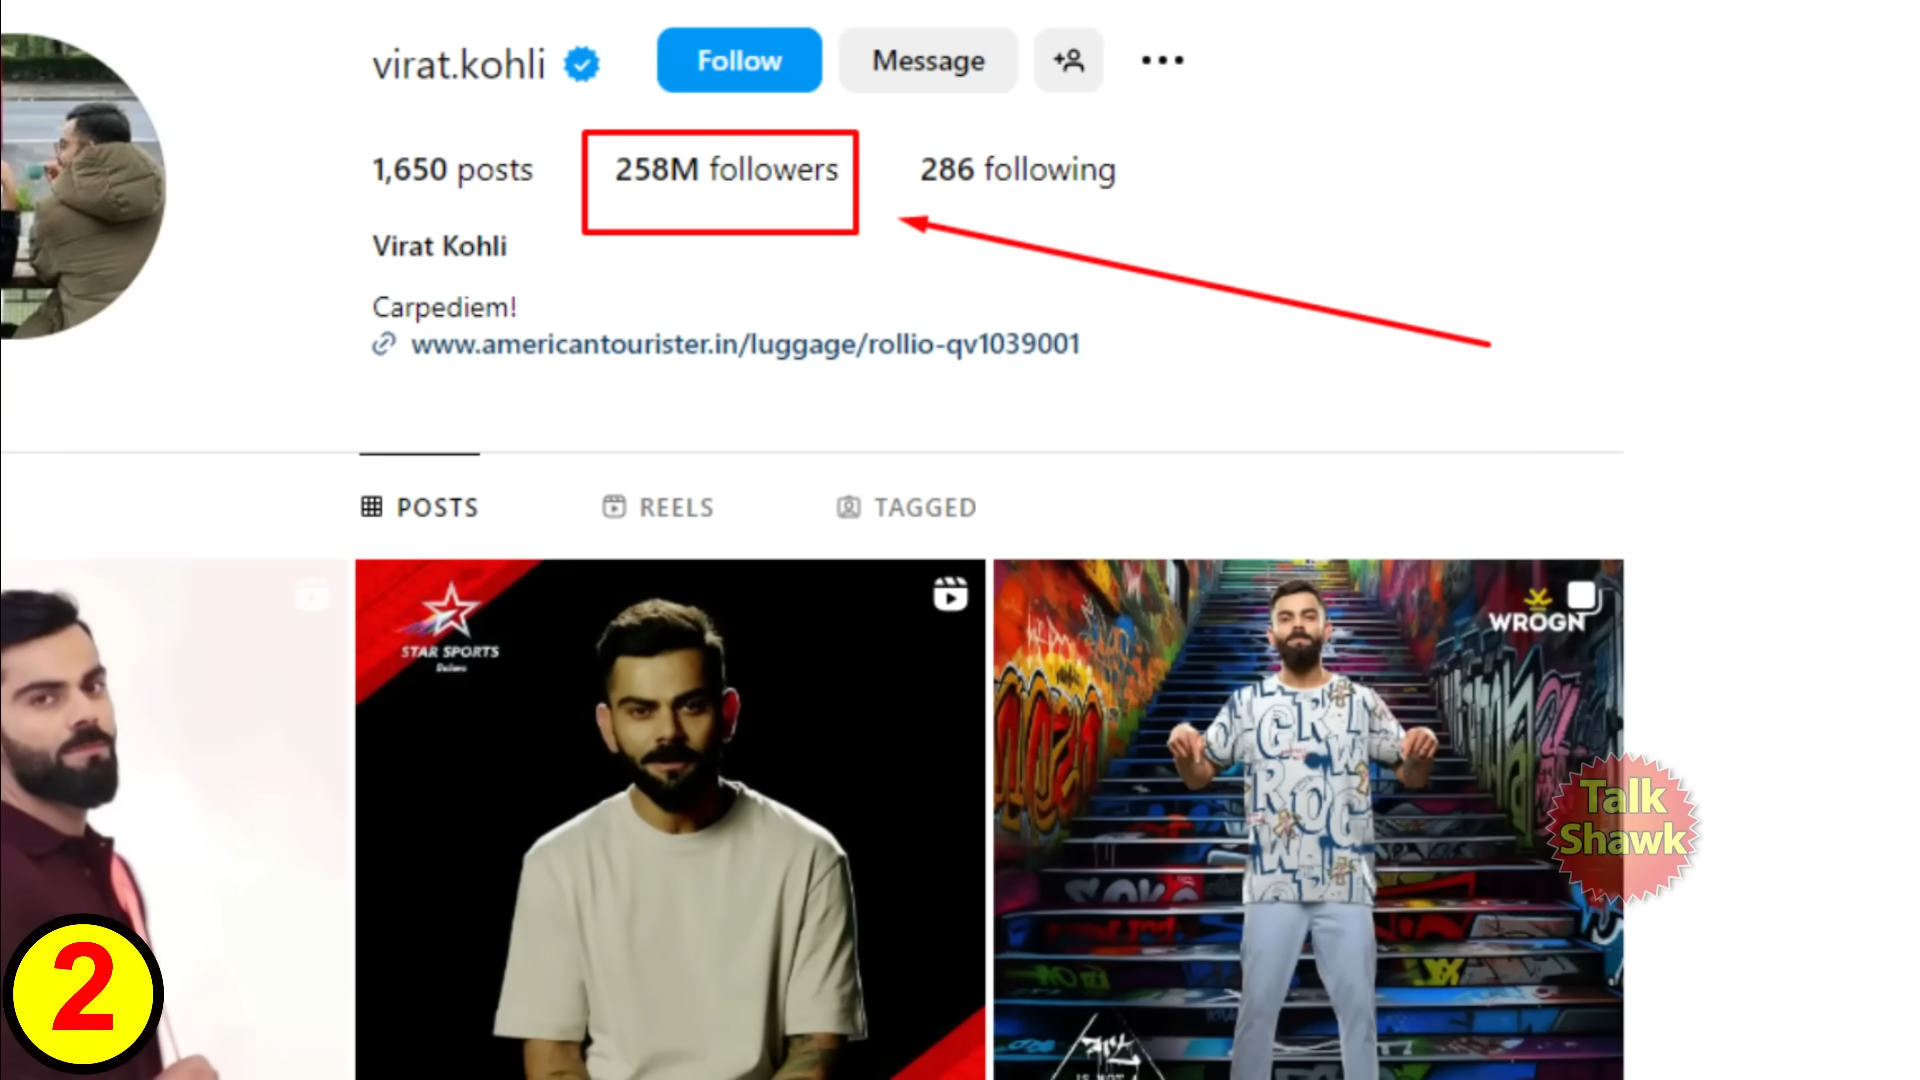 virat.kohli
Follow
Message
1,650 posts
258M followers
286 following
Virat Kohli
Carpediem!
www.americantourister.in/luggage/rollio-qv1039001
POSTS
REELS
TAGGED
STAR SPORTS
WROGN
Talk
Shawk
2